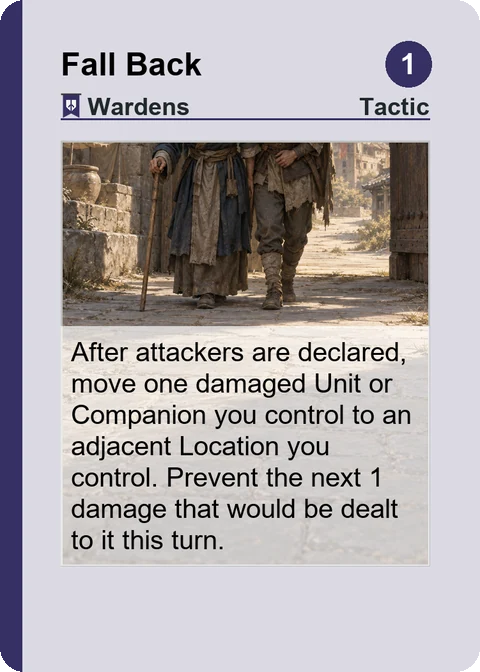 Fall Back
1
Wardens
Tactic
After attackers are declared,
move one damaged Unit or
Companion you control to an
adjacent Location you
control. Prevent the next 1
damage that would be dealt
to it this turn.